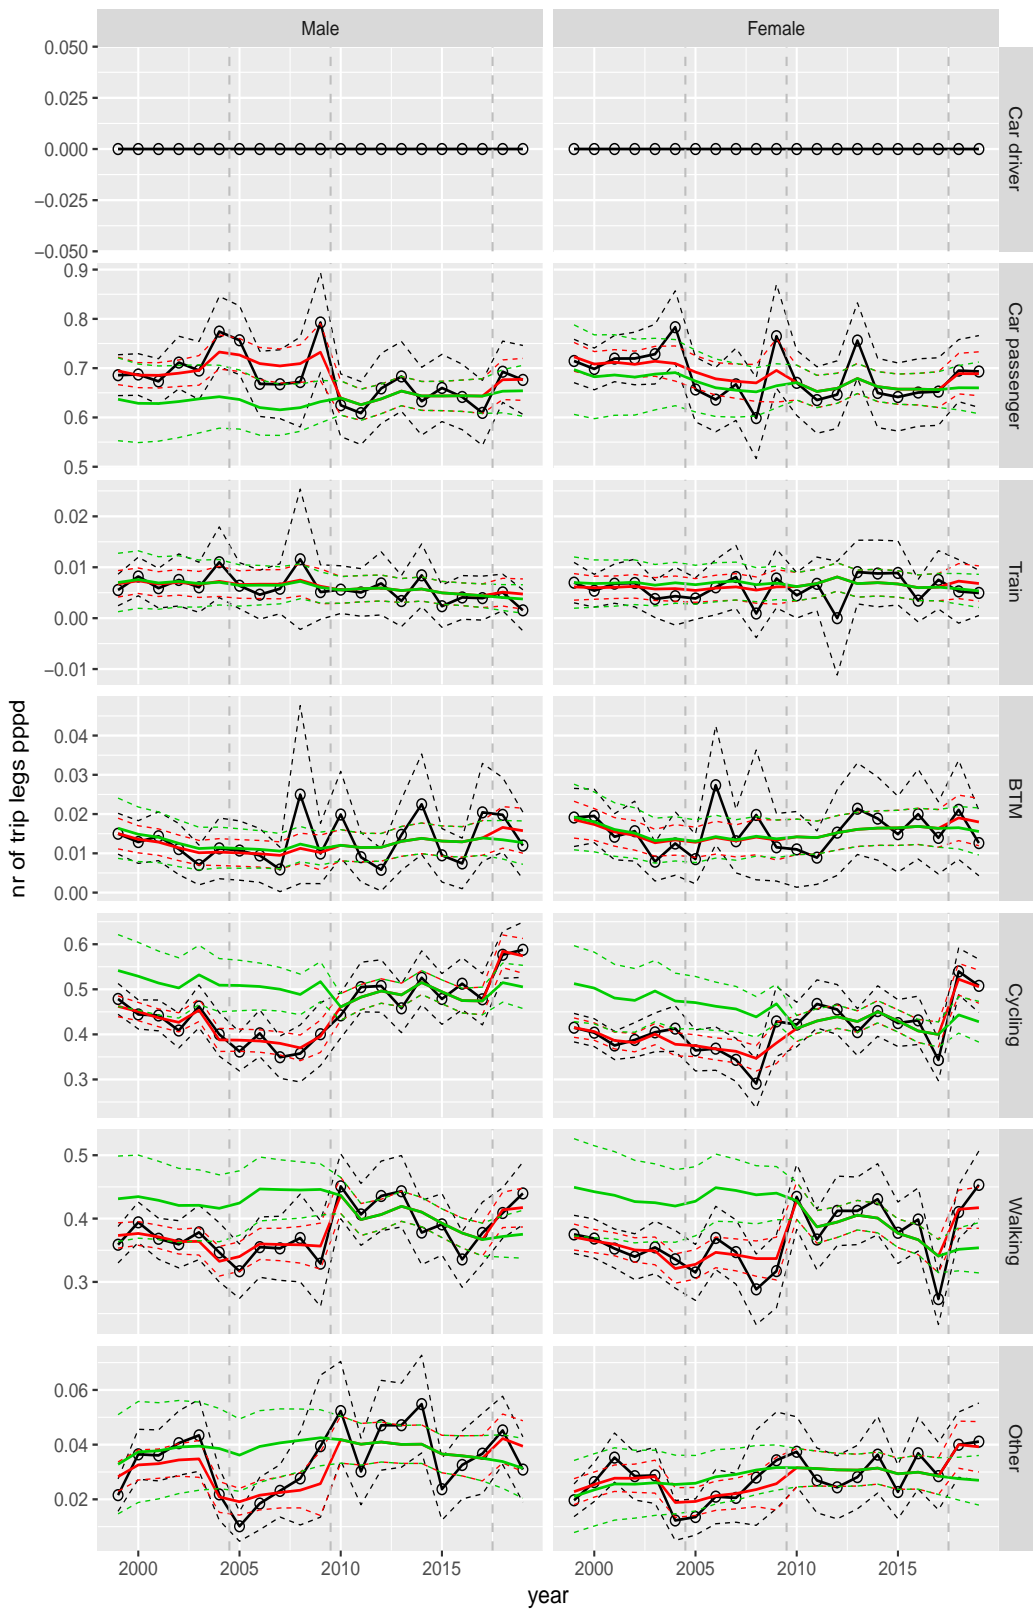 Male Female
0.050
0.025
0.000
−0.025
−0.050
Car driver
0.9
0.8
0.7
0.6
0.5
Car passenger
0.02
0.01
0.00
−0.01
Train
0.04
0.03
0.02
0.01
0.00
BTM
0.6
0.5
0.4
0.3
Cycling
0.5
0.4
0.3
Walking
0.06
0.04
0.02
Other
nr of trip legs pppd
2000 2005 2010 2015 2000 2005 2010 2015
year